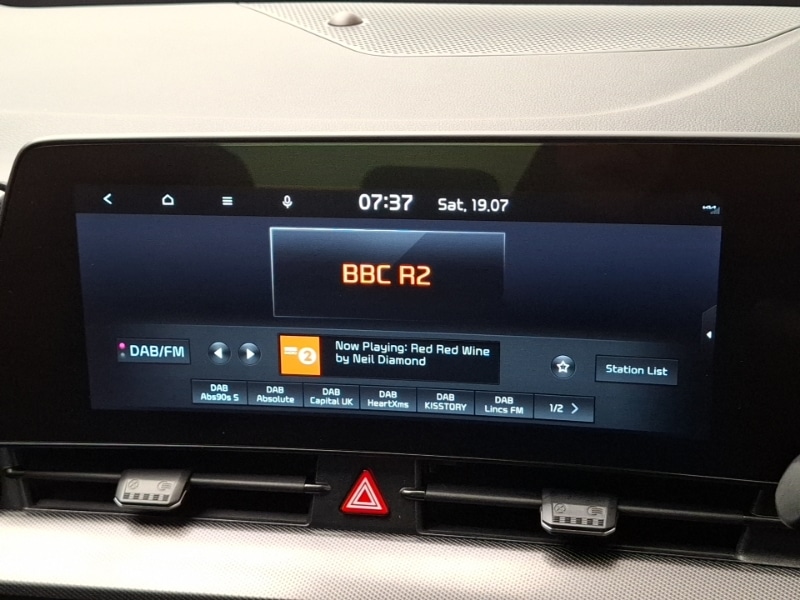 07:37 Sat, 19.07
BBC R2
DAB/FM
2
Now Playing: Red Red Wine
by Neil Diamond
Station List
DAB
Abs90s S
DAB
Absolute
DAB
Capital UK
DAB
HeartXms
DAB
KISSTORY
DAB
Lincs FM
1/2